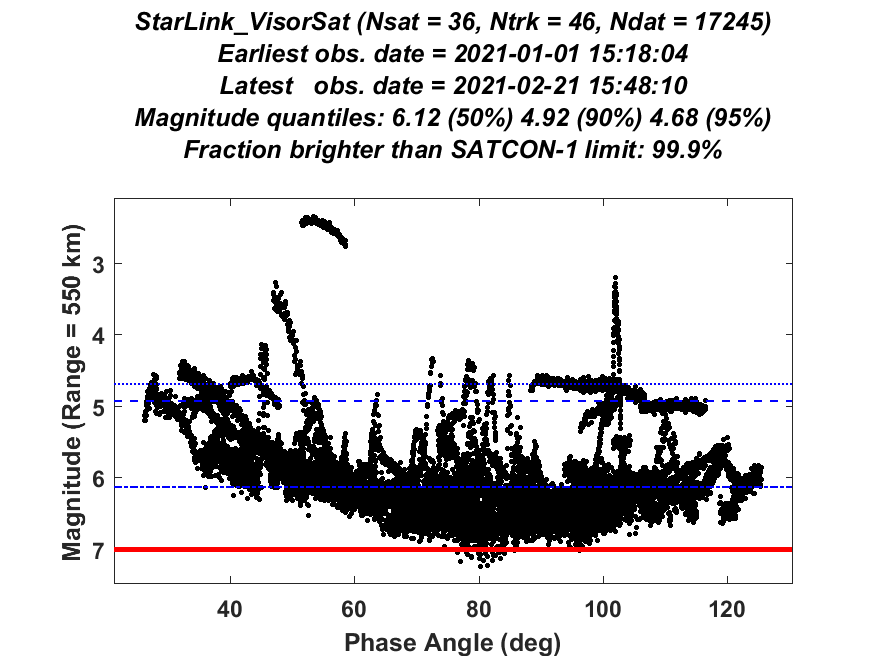 StarLink_VisorSat (Nsat = 36, Ntrk = 46, Ndat = 17245)
Earliest obs. date = 2021-01-01 15:18:04
Latest obs. date = 2021-02-21 15:48:10
Magnitude quantiles: 6.12 (50%) 4.92 (90%) 4.68 (95%)
Fraction brighter than SATCON-1 limit: 99.9%
Magnitude (Range = 550 km)
3
4
5
6
7
40 60 80 100 120
Phase Angle (deg)